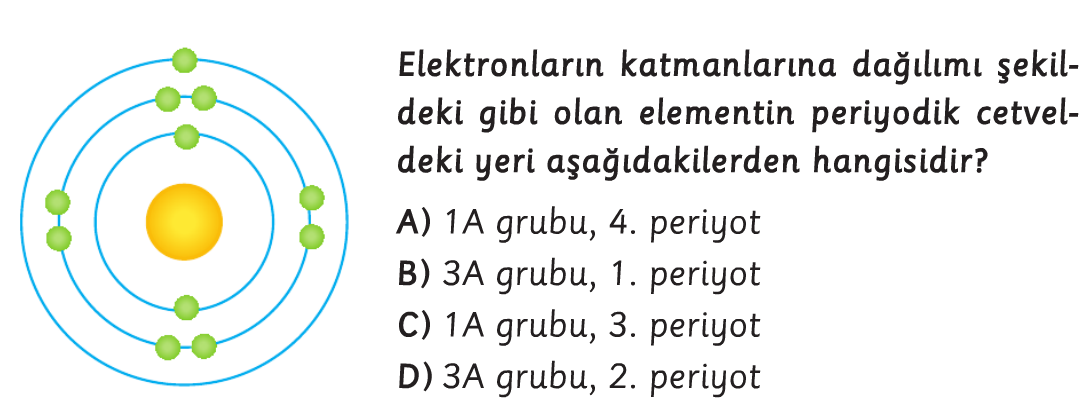 Elektronların katmanlarına dağılımı şekil-
deki gibi olan elementin periyodik cetvel-
deki yeri aşağıdakilerden hangisidir?
A) 1A grubu, 4. periyot
B) 3A grubu, 1. periyot
C) 1A grubu, 3. periyot
D) 3A grubu, 2. periyot